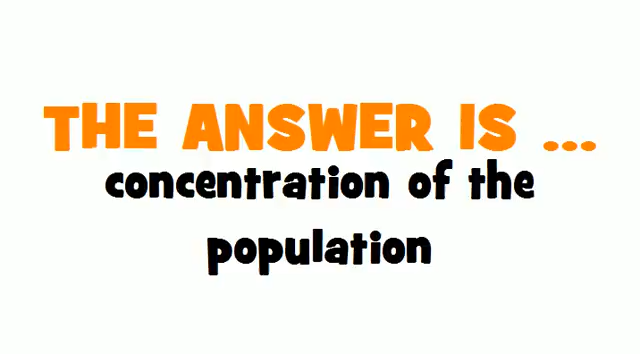 THE ANSWER IS ...
concentration of the
population